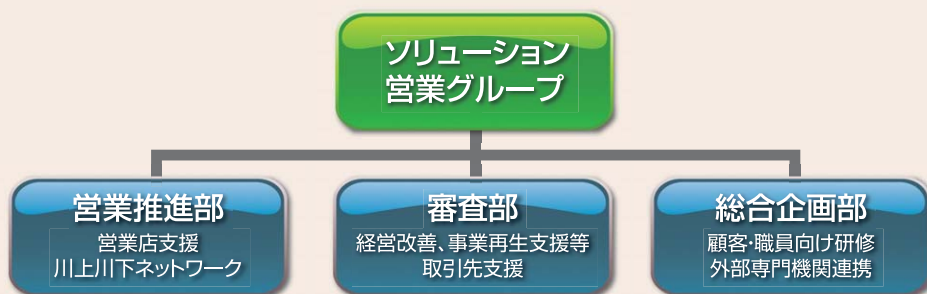 ソリューション
営業グループ
営業推進部
営業店支援
川上川下ネットワーク
審査部
経営改善、事業再生支援等
取引先支援
総合企画部
顧客・職員向け研修
外部専門機関連携